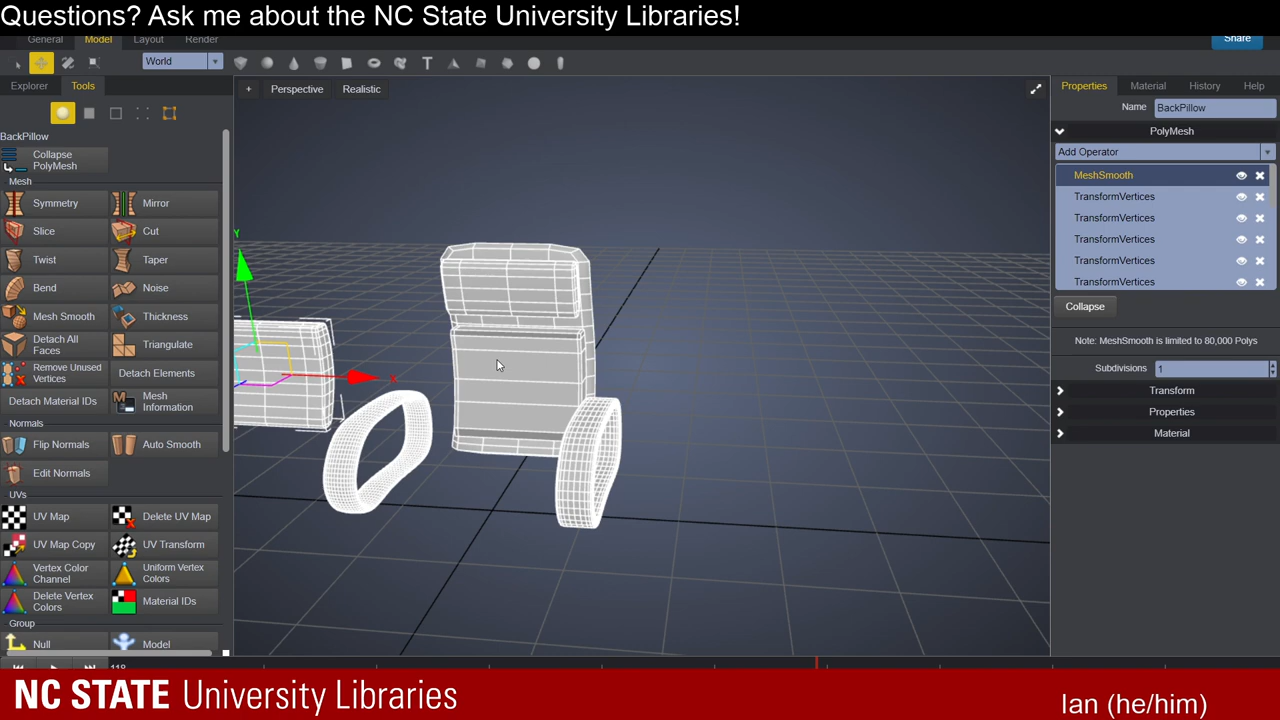 Questions? Ask me about the NC State University Libraries!
General Model Layout Render Share
World
Explorer Tools + Perspective Realistic Properties Material History Help
Name BackPillow
BackPillow PolyMesh
Collapse PolyMesh
Add Operator
Mesh
MeshSmooth
Symmetry Mirror TransformVertices
Slice Cut TransformVertices
Twist Taper TransformVertices
Bend Noise TransformVertices
TransformVertices
Mesh Smooth Thickness Collapse
Detach All Faces Triangulate Note: MeshSmooth is limited to 80,000 Polys
Remove Unused Vertices Detach Elements Subdivisions 1
Detach Material IDs Mesh Information Transform
Properties
Normals Material
Flip Normals Auto Smooth
Edit Normals
UVs
UV Map Delete UV Map
UV Map Copy UV Transform
Vertex Color Channel Uniform Vertex Colors
Delete Vertex Colors Material IDs
Group
Null Model
Y
X
118
NC STATE University Libraries
Ian (he/him)